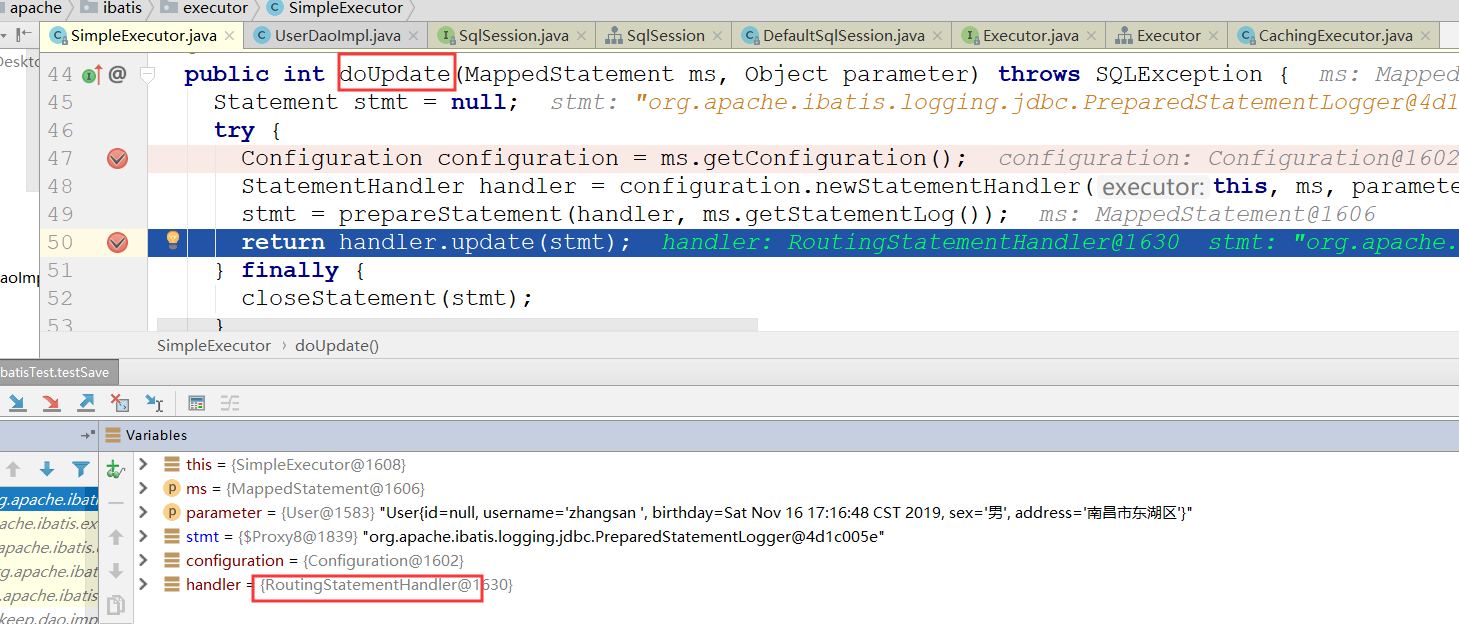 apache ibatis executor SimpleExecutor
SimpleExecutor.java UserDaoImpl.java SqlSession.java SqlSession DefaultSqlSession.java Executor.java Executor CachingExecutor.java
Deskto
44 @ public int doUpdate(MappedStatement ms, Object parameter) throws SQLException { ms: Mapped
45 Statement stmt = null; stmt: "org.apache.ibatis.logging.jdbc.PreparedStatementLogger@4d1
46 try {
47 Configuration configuration = ms.getConfiguration(); configuration: Configuration@1602
48 StatementHandler handler = configuration.newStatementHandler( executor: this, ms, paramete
49 stmt = prepareStatement(handler, ms.getStatementLog()); ms: MappedStatement@1606
50 return handler.update(stmt); handler: RoutingStatementHandler@1630 stmt: "org.apache.
51 } finally {
aoImp
52 closeStatement(stmt);
53 }
SimpleExecutor › doUpdate()
batisTest.testSave
Variables
this = {SimpleExecutor@1608}
ms = {MappedStatement@1606}
parameter = {User@1583} "User{id=null, username='zhangsan ', birthday=Sat Nov 16 17:16:48 CST 2019, sex='男', address='南昌市东湖区'}"
stmt = {$Proxy8@1839} "org.apache.ibatis.logging.jdbc.PreparedStatementLogger@4d1c005e"
configuration = {Configuration@1602}
handler = {RoutingStatementHandler@1630}
g.apache.ibati
ache.ibatis.ex
apache.ibatis.
rg.apache.ibat
.apache.ibatis
keep.dao.imp